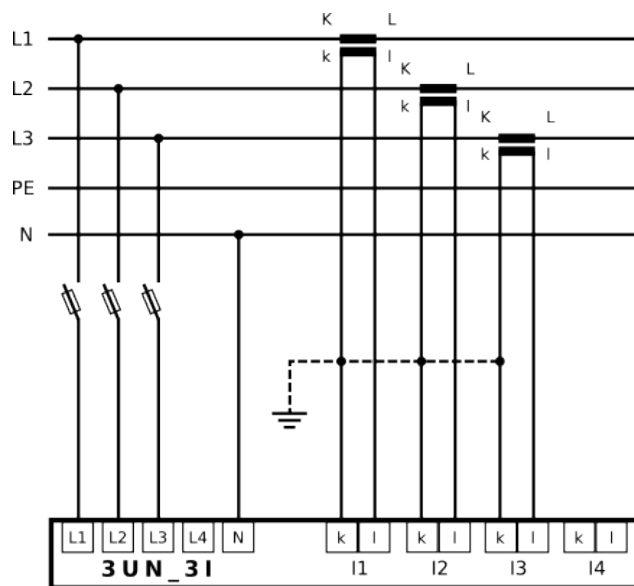 K L
L1
k l
K L
L2
k l
K L
L3
k l
PE
N
L1 L2 L3 L4 N k l k l k l k l
3UN_3I I1 I2 I3 I4